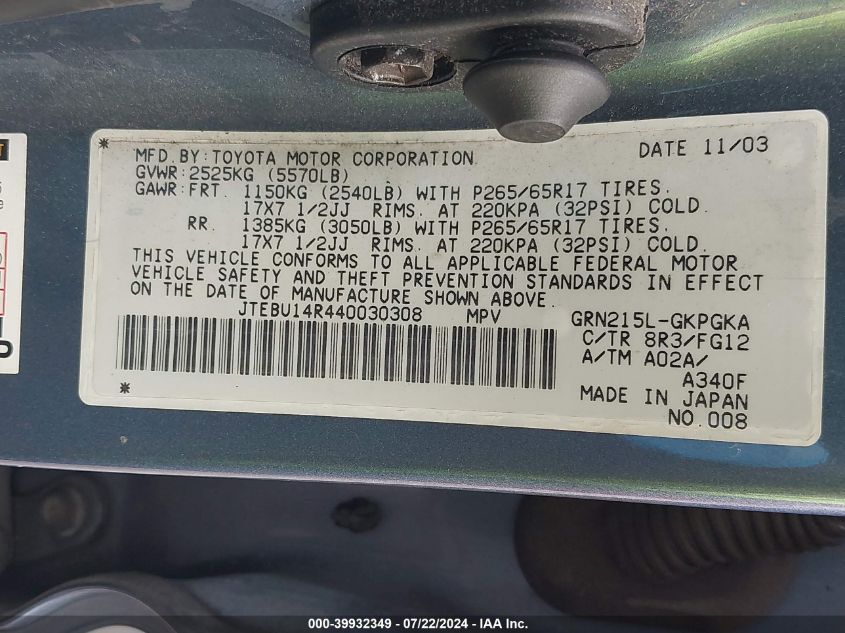 MFD.BY:TOYOTA MOTOR CORPORATION DATE 11/03
GVWR:2525KG (5570LB)
GAWR:FRT. 1150KG (2540LB) WITH P265/65R17 TIRES.
17X7 1/2JJ RIMS. AT 220KPA (32PSI) COLD.
RR. 1385KG (3050LB) WITH P265/65R17 TIRES.
17X7 1/2JJ RIMS. AT 220KPA (32PSI) COLD.
THIS VEHICLE CONFORMS TO ALL APPLICABLE FEDERAL MOTOR
VEHICLE SAFETY AND THEFT PREVENTION STANDARDS IN EFFECT
ON THE DATE OF MANUFACTURE SHOWN ABOVE.
JTEBU14R440030308 MPV GRN215L-GKPGKA
C/TR 8R3/FG12
A/TM A02A/
A340F
MADE IN JAPAN
NO.008
000-39932349 - 07/22/2024 - IAA Inc.